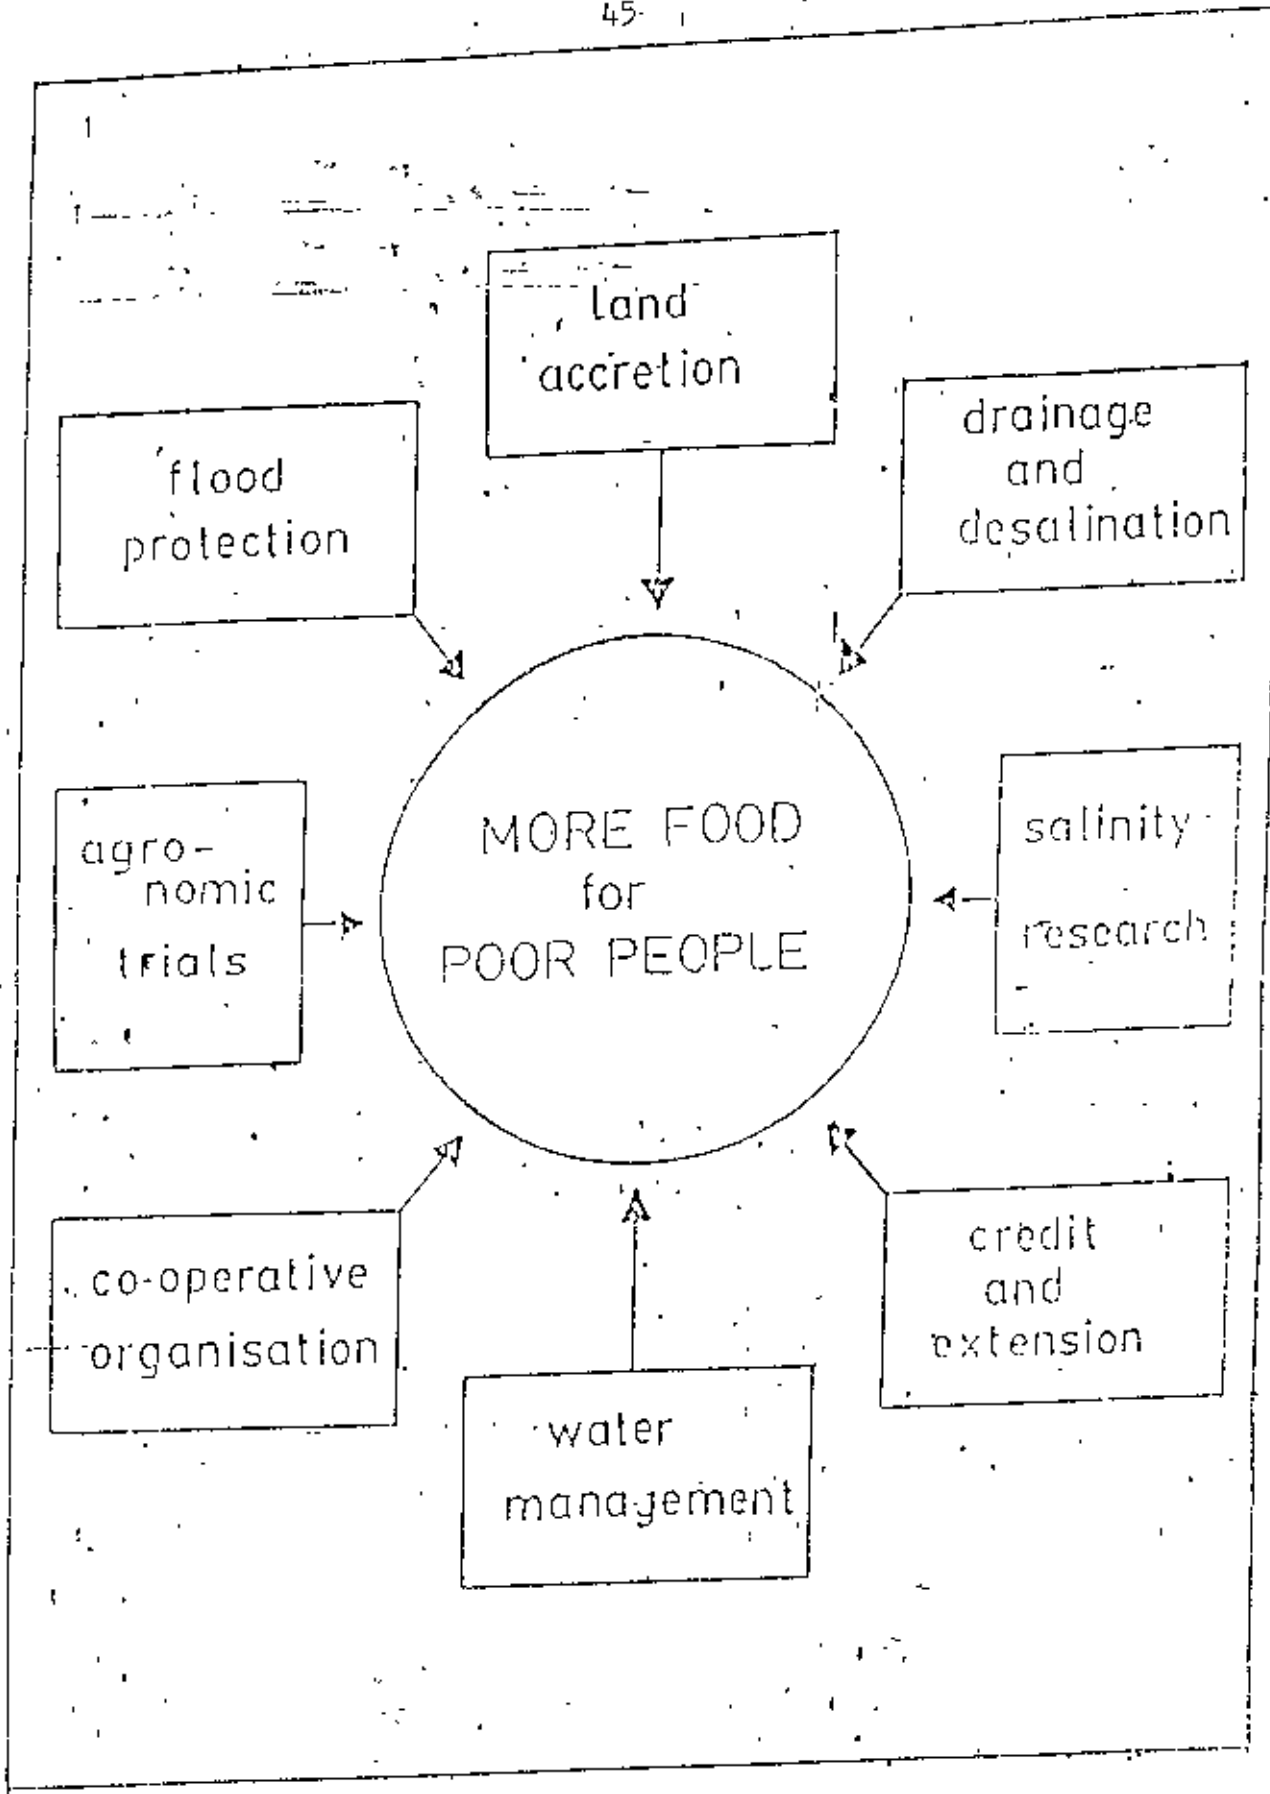 45
land
accretion
drainage
and
desalination
flood
protection
MORE FOOD
for
POOR PEOPLE
salinity
research
agro-
nomic
trials
co-operative
organisation
credit
and
extension
water
management